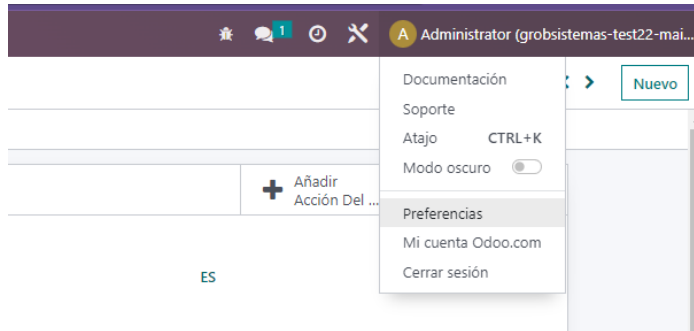 1
A Administrator (grobsistemas-test22-mai...
Documentación
Nuevo
Soporte
Atajo CTRL+K
Modo oscuro
Añadir
Acción Del ...
Preferencias
Mi cuenta Odoo.com
ES
Cerrar sesión